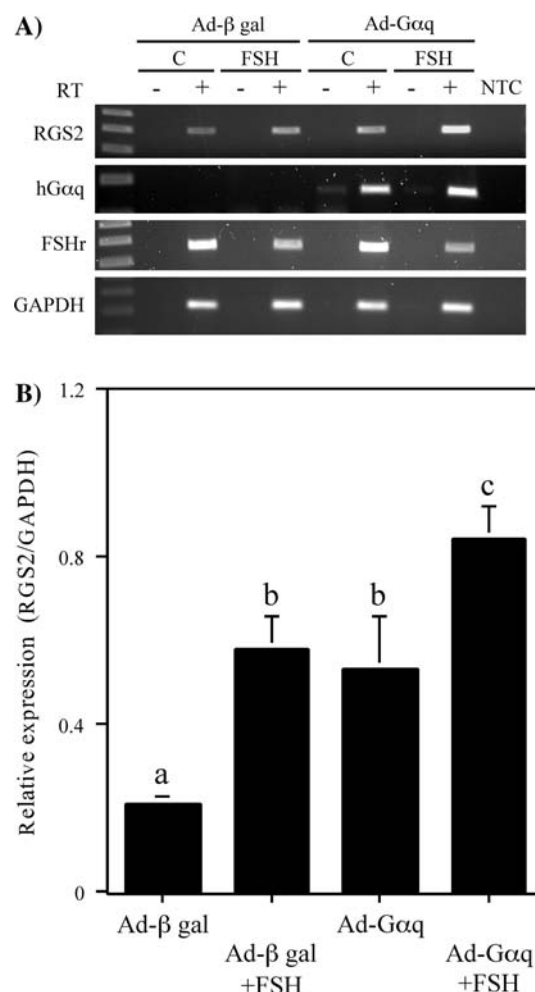 A)
Ad-β gal Ad-Gαq
C FSH C FSH
RT - + - + - + - + NTC
RGS2
hGαq
FSHr
GAPDH
B)
Relative expression (RGS2/GAPDH)
1.2
0.8
0.4
0
a
b
b
c
Ad-β gal
Ad-β gal
+FSH
Ad-Gαq
Ad-Gαq
+FSH